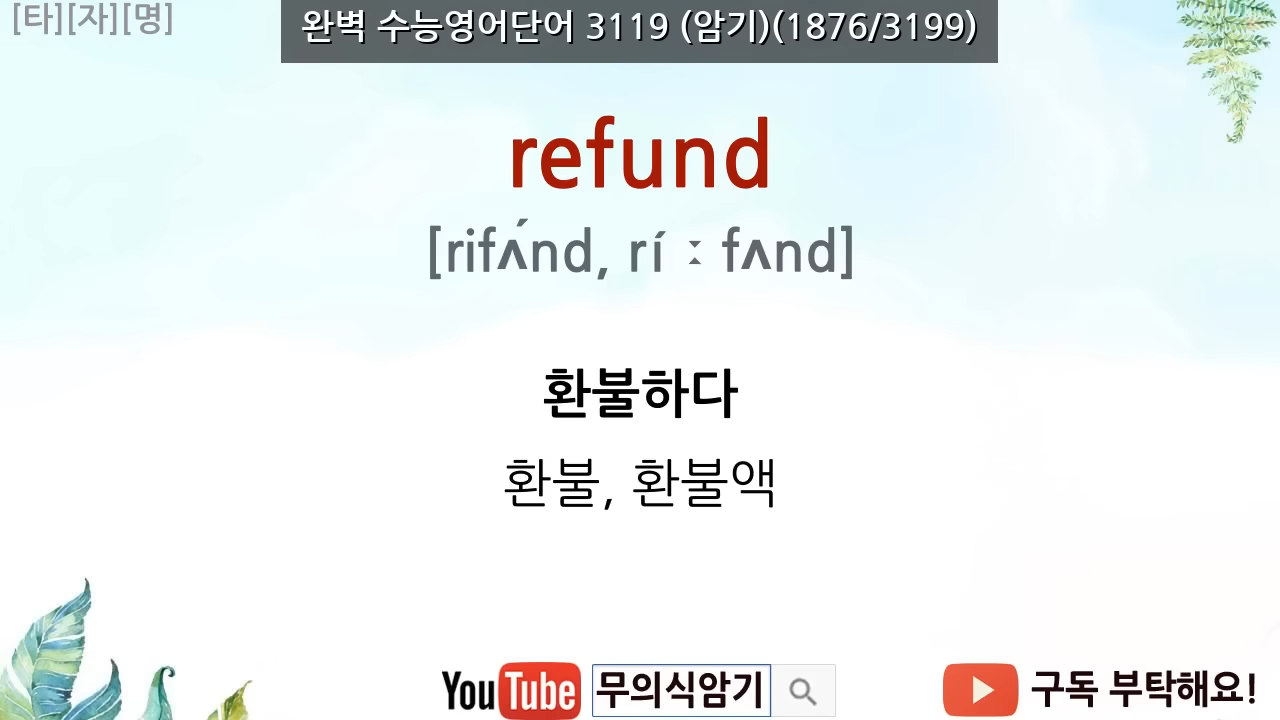 [타][자][명]
완벽 수능영어단어 3119 (암기)(1876/3199)
refund
[rifʌ́nd, ríːfʌnd]
환불하다
환불, 환불액
YouTube 무의식암기
구독 부탁해요!